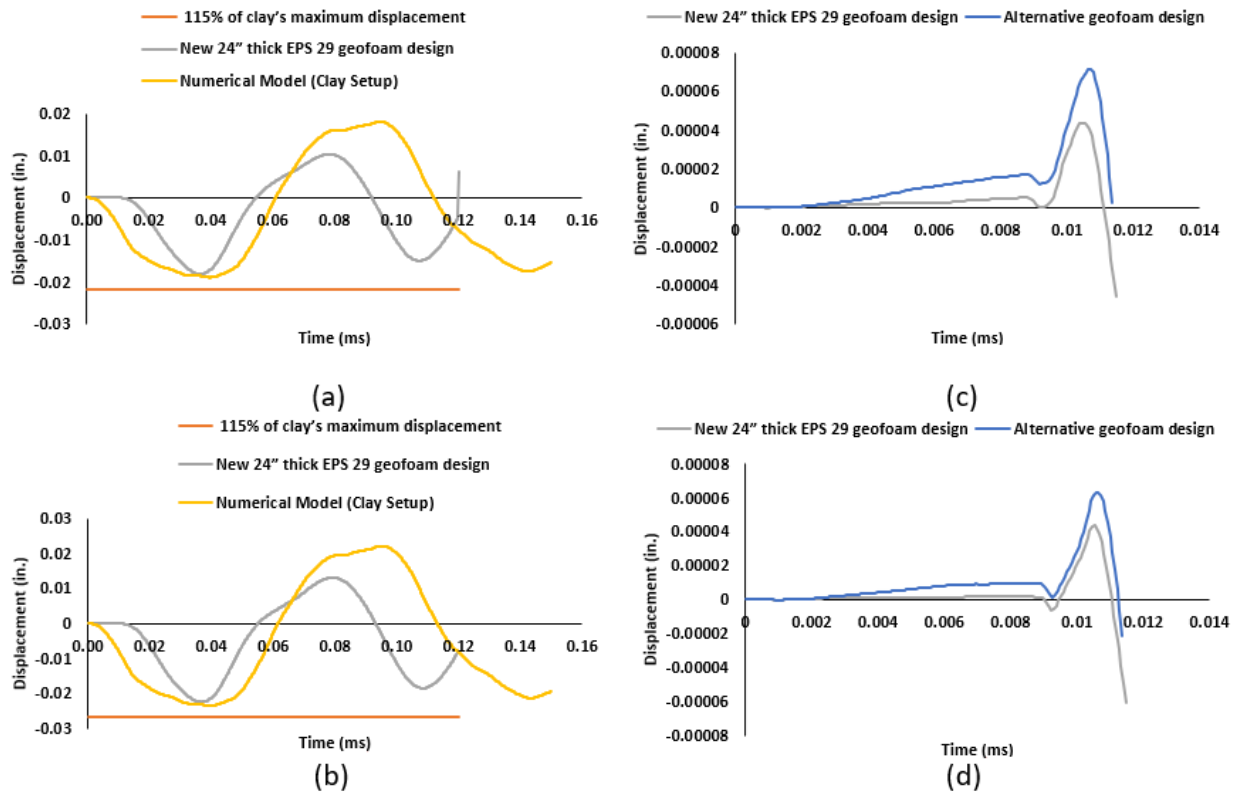 115% of clay's maximum displacement
New 24" thick EPS 29 geofoam design
Numerical Model (Clay Setup)
0.02
0.01
0
-0.01
-0.02
-0.03
0.00 0.02 0.04 0.06 0.08 0.10 0.12 0.14 0.16
Displacement (in.)
Time (ms)
(a)
New 24" thick EPS 29 geofoam design Alternative geofoam design
0.00008
0.00006
0.00004
0.00002
0
-0.00002
-0.00004
-0.00006
0 0.002 0.004 0.006 0.008 0.010 0.012 0.014
Displacement (in.)
Time (ms)
(c)
115% of clay's maximum displacement
New 24" thick EPS 29 geofoam design
Numerical Model (Clay Setup)
0.03
0.02
0.01
0
-0.01
-0.02
-0.03
0.00 0.02 0.04 0.06 0.08 0.10 0.12 0.14 0.16
Displacement (in.)
Time (ms)
(b)
New 24" thick EPS 29 geofoam design Alternative geofoam design
0.00008
0.00006
0.00004
0.00002
0
-0.00002
-0.00004
-0.00006
-0.00008
0 0.002 0.004 0.006 0.008 0.01 0.012 0.014
Displacement (in.)
Time (ms)
(d)